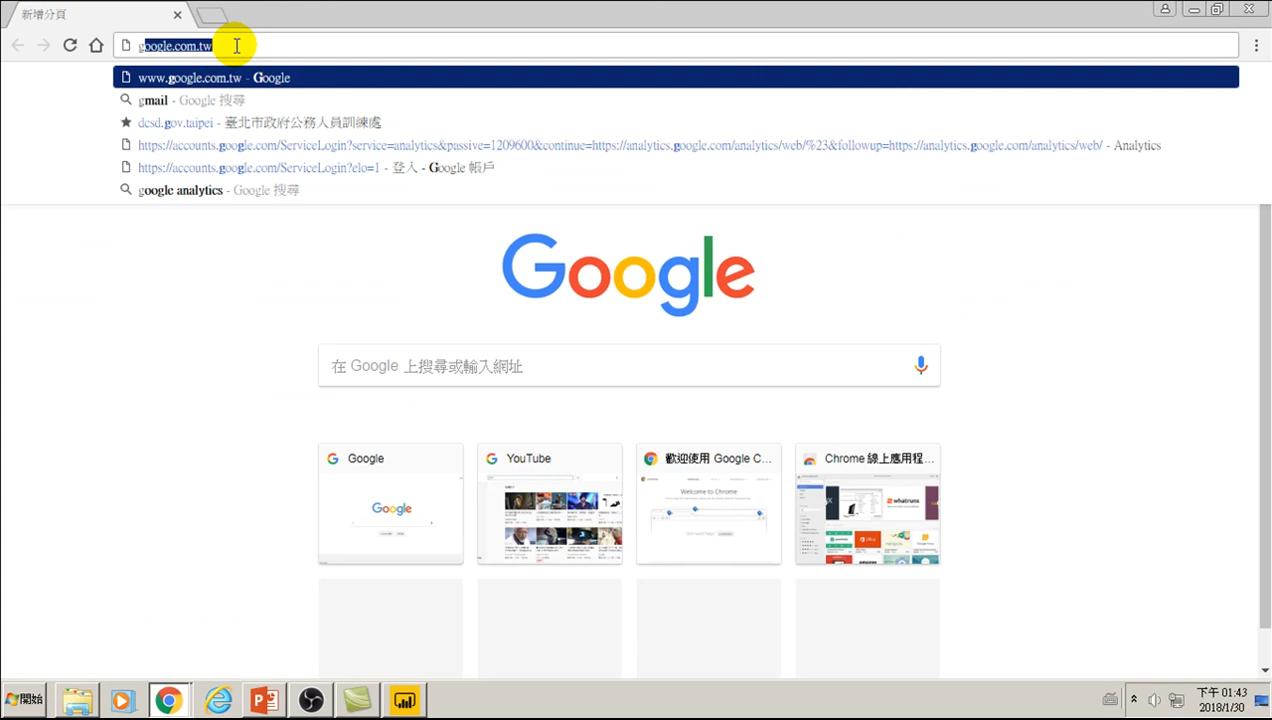 新增分頁
google.com.tw
www.google.com.tw - Google
gmail - Google 搜尋
dcsd.gov.taipei - 臺北市政府公務人員訓練處
https://accounts.google.com/ServiceLogin?service=analytics&passive=1209600&continue=https://analytics.google.com/analytics/web/%23&followup=https://analytics.google.com/analytics/web/ - Analytics
https://accounts.google.com/ServiceLogin?elo=1 - 登入 - Google 帳戶
google analytics - Google 搜尋
Google
在 Google 上搜尋或輸入網址
Google
YouTube
歡迎使用 Google C...
Chrome 線上應用程...
Google
Welcome to Chrome
whatruns
開始
下午 01:43
2018/1/30